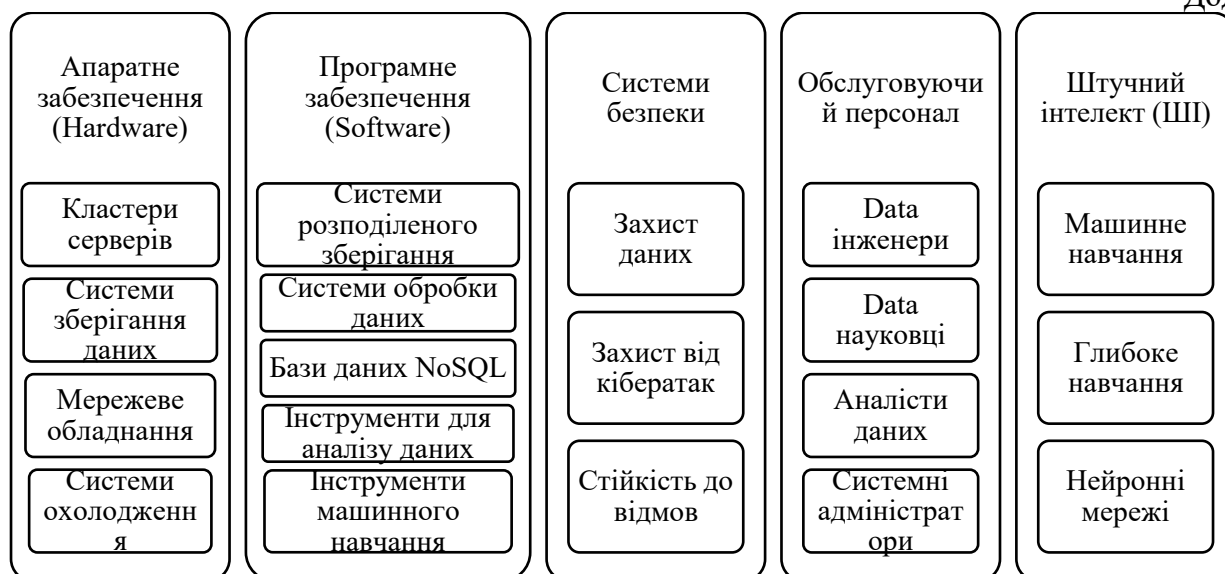 Апаратне
забезпечення
(Hardware)
Кластери
серверів
Системи
зберігання
даних
Мережеве
обладнання
Системи
охолодженн
я
Програмне
забезпечення
(Software)
Системи
розподіленого
зберігання
Системи обробки
даних
Бази даних NoSQL
Інструменти для
аналізу даних
Інструменти
машинного
навчання
Системи
безпеки
Захист
даних
Захист від
кібератак
Стійкість до
відмов
Обслуговуючи
й персонал
Data
інженери
Data
науковці
Аналісти
даних
Системні
адміністрат
ори
Штучний
інтелект (ШІ)
Машинне
навчання
Глибоке
навчання
Нейронні
мережі